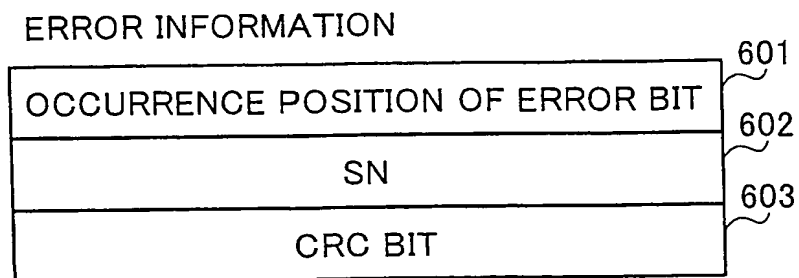 ERROR INFORMATION
601
OCCURRENCE POSITION OF ERROR BIT
602
SN
603
CRC BIT